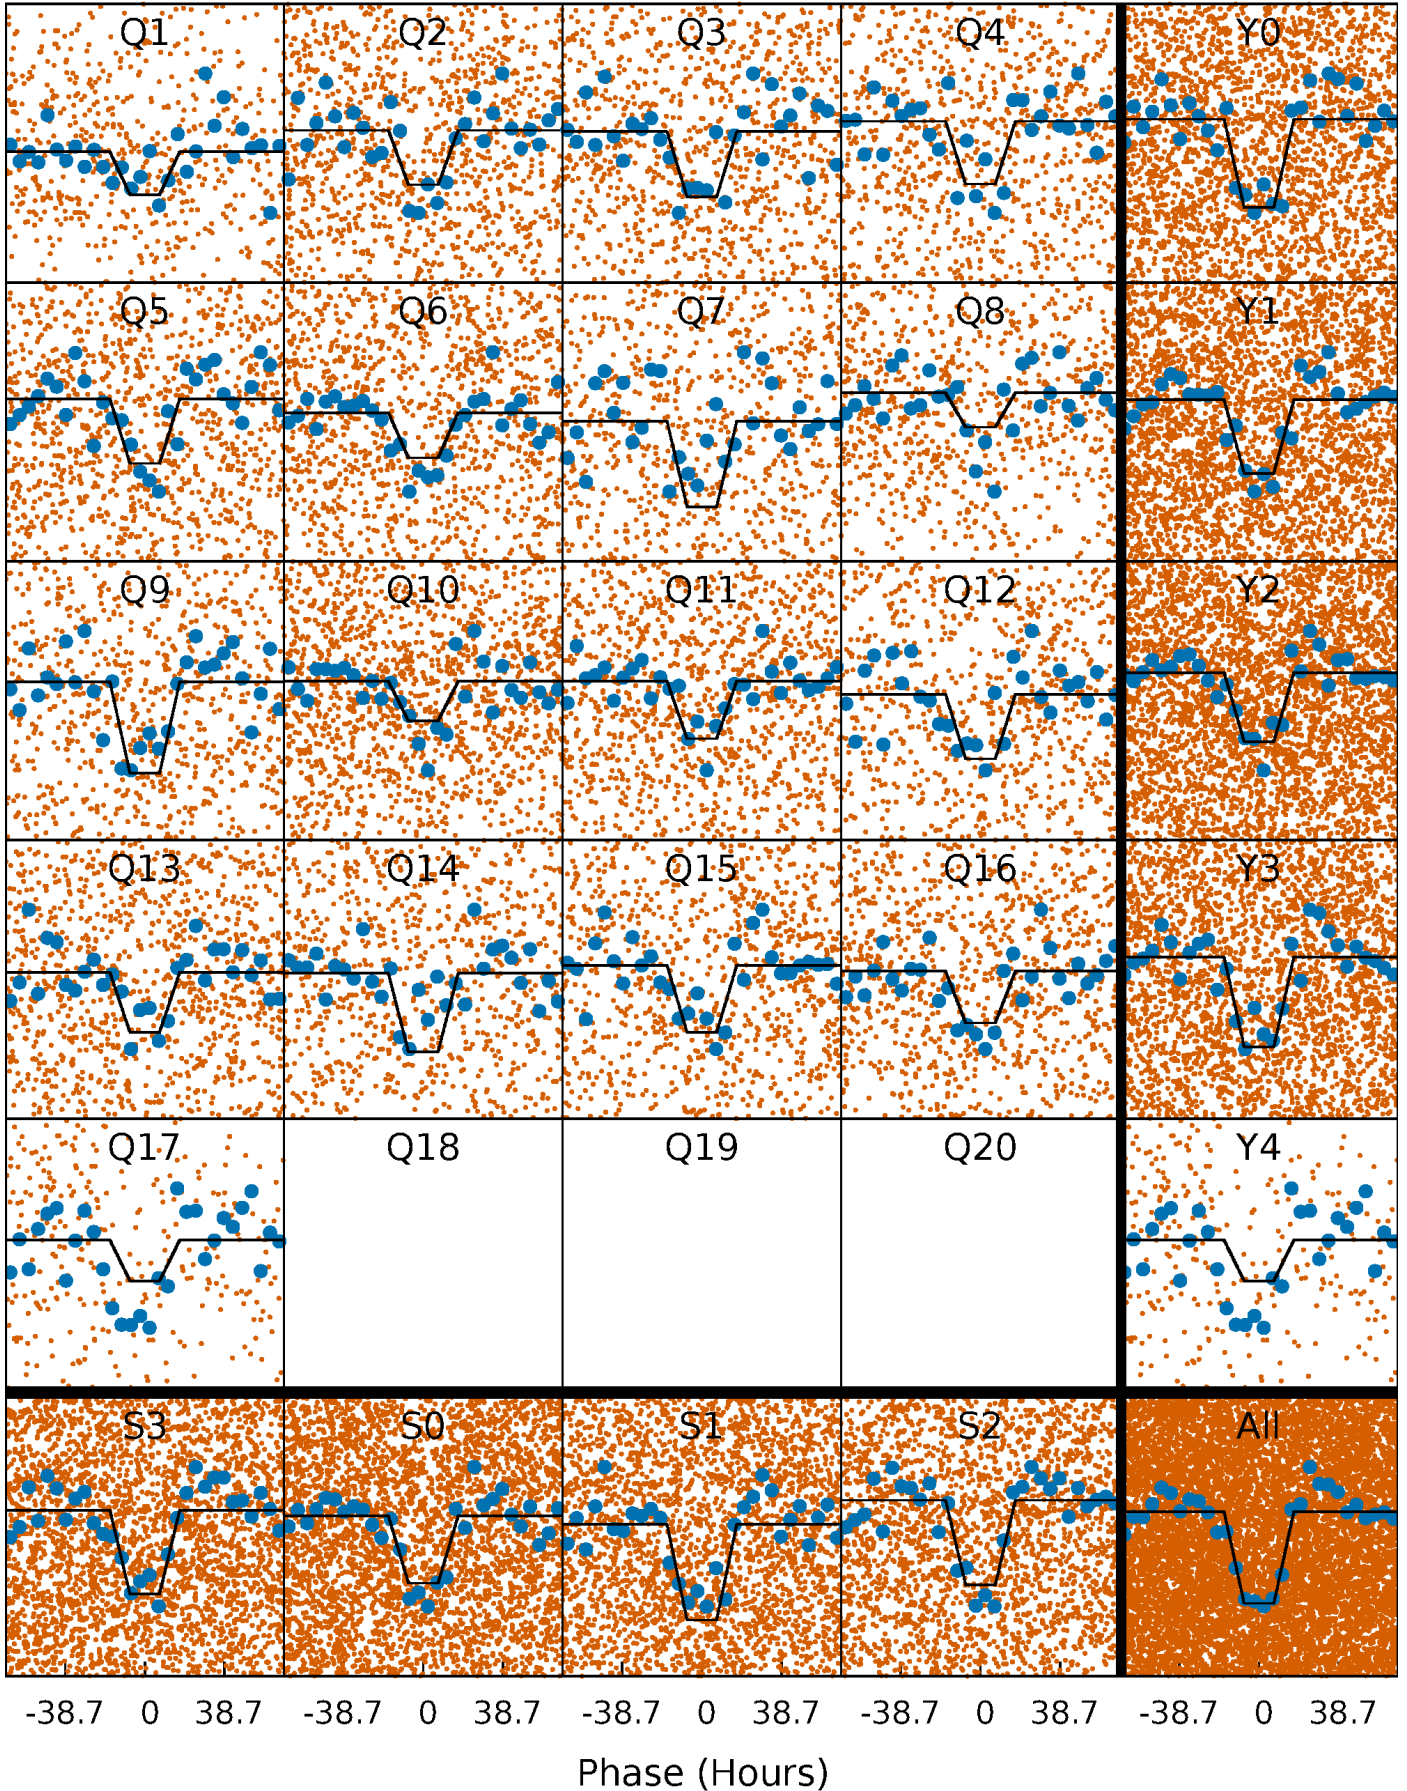 Q1 Q2 Q3 Q4 Y0
Q5 Q6 Q7 Q8 Y1
Q9 Q10 Q11 Q12 Y2
Q13 Q14 Q15 Q16 Y3
Q17 Q18 Q19 Q20 Y4
S3 S0 S1 S2 All
-38.7 0 38.7 -38.7 0 38.7 -38.7 0 38.7 -38.7 0 38.7 -38.7 0 38.7
Phase (Hours)